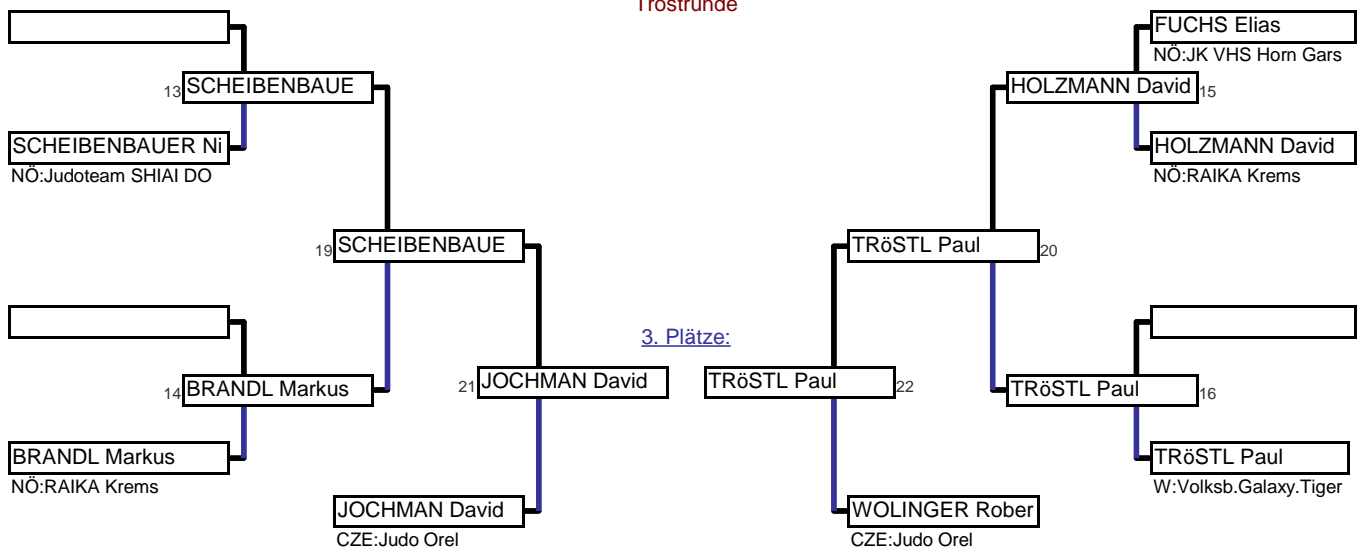 Trostrunde
FUCHS Elias
NÖ:JK VHS Horn Gars
13 SCHEIBENBAUE
HOLZMANN David 15
SCHEIBENBAUER Ni
NÖ:Judoteam SHIAI DO
HOLZMANN David
NÖ:RAIKA Krems
19 SCHEIBENBAUE
TRöSTL Paul 20
3. Plätze:
14 BRANDL Markus
21 JOCHMAN David
TRöSTL Paul 22
TRöSTL Paul 16
BRANDL Markus
NÖ:RAIKA Krems
TRöSTL Paul
W:Volksb.Galaxy.Tiger
JOCHMAN David
CZE:Judo Orel
WOLINGER Rober
CZE:Judo Orel